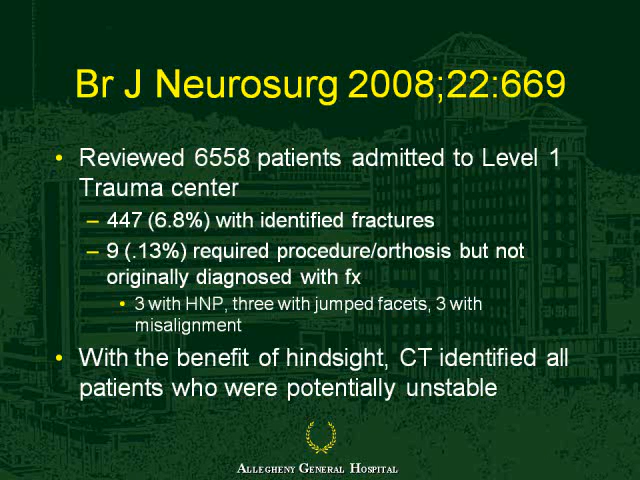 Br J Neurosurg 2008;22:669
• Reviewed 6558 patients admitted to Level 1
Trauma center
– 447 (6.8%) with identified fractures
– 9 (.13%) required procedure/orthosis but not
originally diagnosed with fx
• 3 with HNP, three with jumped facets, 3 with
misalignment
• With the benefit of hindsight, CT identified all
patients who were potentially unstable
ALLEGHENY GENERAL HOSPITAL